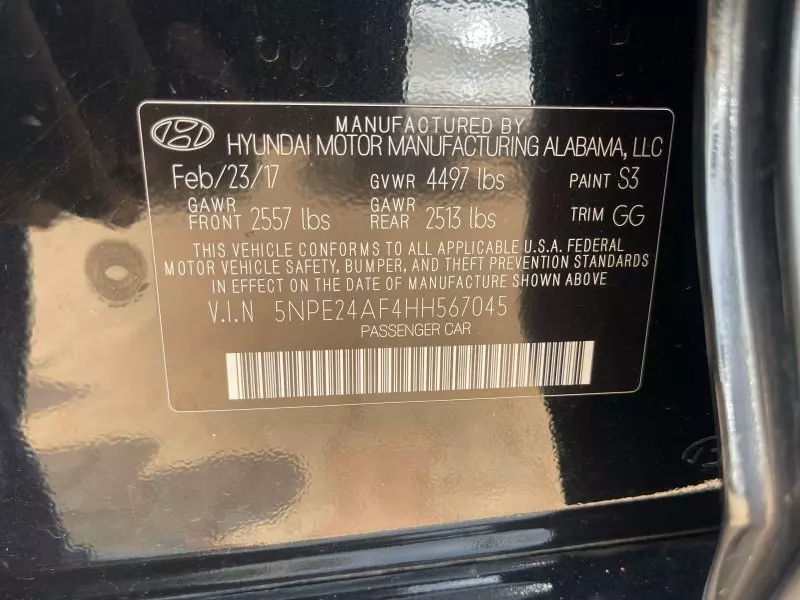 MANUFACTURED BY
HYUNDAI MOTOR MANUFACTURING ALABAMA, LLC
Feb/23/17 GVWR 4497 lbs PAINT S3
GAWR FRONT 2557 lbs GAWR REAR 2513 lbs TRIM GG
THIS VEHICLE CONFORMS TO ALL APPLICABLE U.S.A. FEDERAL
MOTOR VEHICLE SAFETY, BUMPER, AND THEFT PREVENTION STANDARDS
IN EFFECT ON THE DATE OF MANUFACTURE SHOWN ABOVE.
V.I.N 5NPE24AF4HH567045
PASSENGER CAR